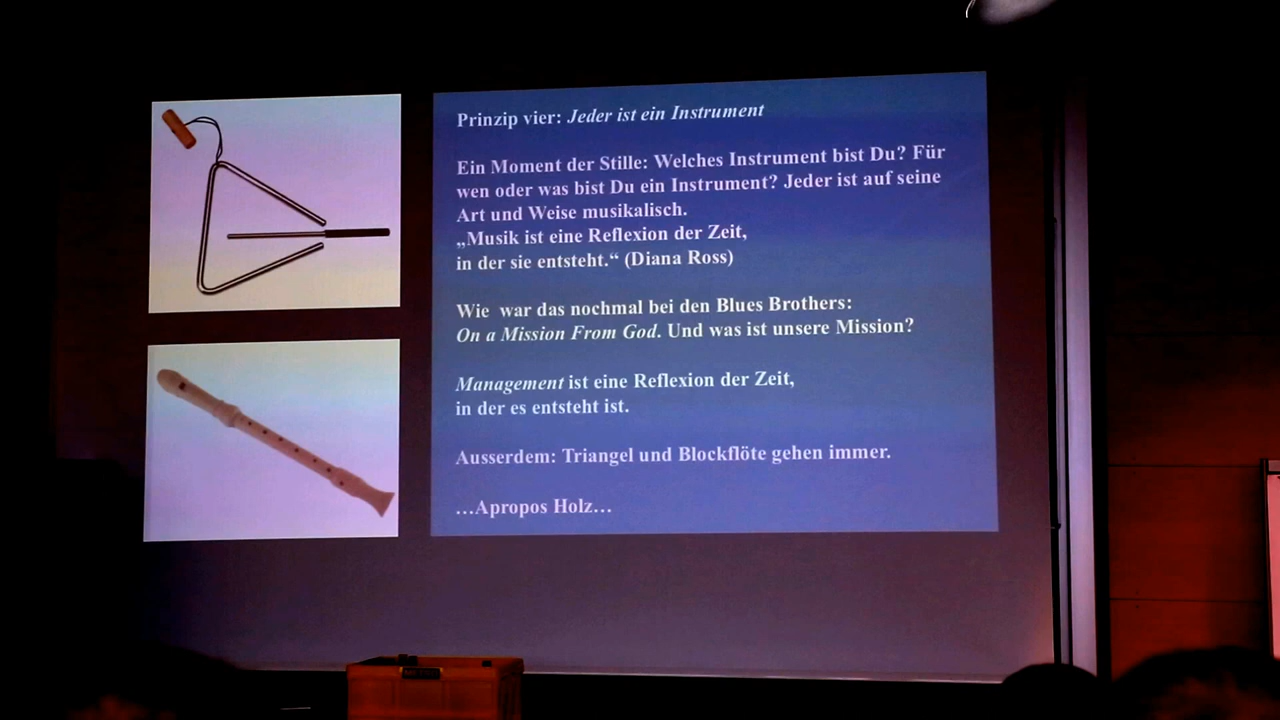 Prinzip vier: Jeder ist ein Instrument
Ein Moment der Stille: Welches Instrument bist Du? Für
wen oder was bist Du ein Instrument? Jeder ist auf seine
Art und Weise musikalisch.
„Musik ist eine Reflexion der Zeit,
in der sie entsteht.“ (Diana Ross)
Wie  war das nochmal bei den Blues Brothers:
On a Mission From God. Und was ist unsere Mission?
Management ist eine Reflexion der Zeit,
in der es entsteht ist.
Ausserdem: Triangel und Blockflöte gehen immer.
…Apropos Holz…